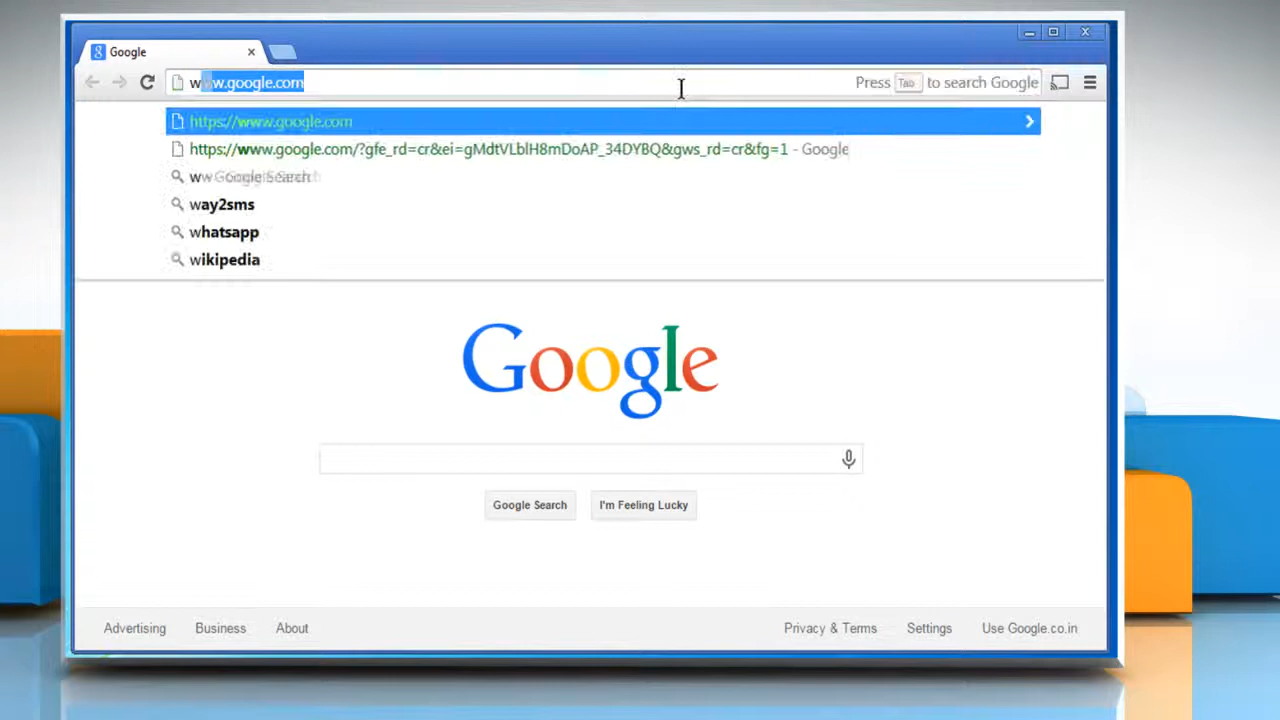 Google
www.google.com
Press Tab to search Google
https://www.google.com
https://www.google.com/?gfe_rd=cr&ei=gMdtVLblH8mDoAP_34DYBQ&gws_rd=cr&fg=1 - Google
w - Google Search
way2sms
whatsapp
wikipedia
Google
Google Search
I'm Feeling Lucky
Advertising
Business
About
Privacy & Terms
Settings
Use Google.co.in